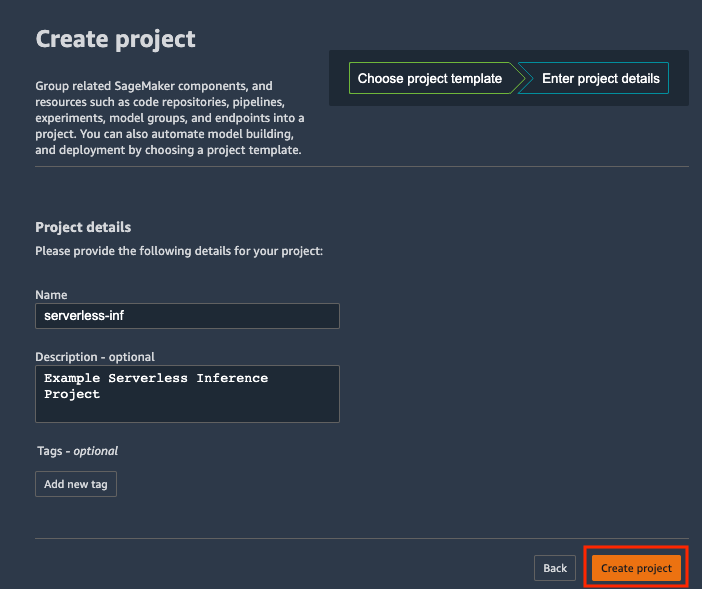 Create project
Choose project template
Enter project details
Group related SageMaker components, and
resources such as code repositories, pipelines,
experiments, model groups, and endpoints into a
project. You can also automate model building,
and deployment by choosing a project template.
Project details
Please provide the following details for your project:
Name
serverless-inf
Description - optional
Example Serverless Inference
Project
Tags - optional
Add new tag
Back
Create project